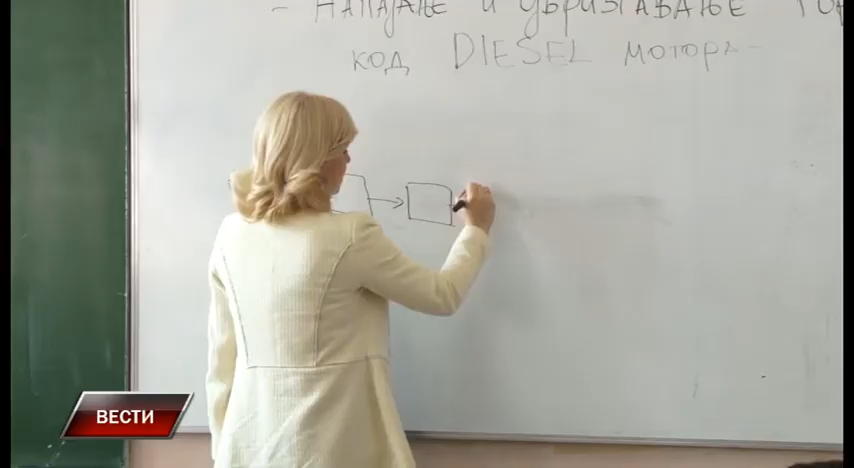 - НАПАЈАЊЕ И УБРИЗГАВАЊЕ
КОД DIESEL МОТОРА -
ВЕСТИ